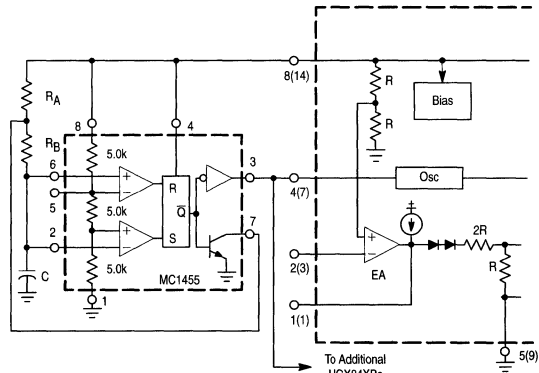 8(14)
R
Bias
R
R_A
8
4
R_B
6
5.0k
3
4(7)
Osc
R
5
5.0k
Q̅
7
2
S
2R
2(3)
EA
R
5.0k
C
MC1455
1
1(1)
5(9)
To Additional